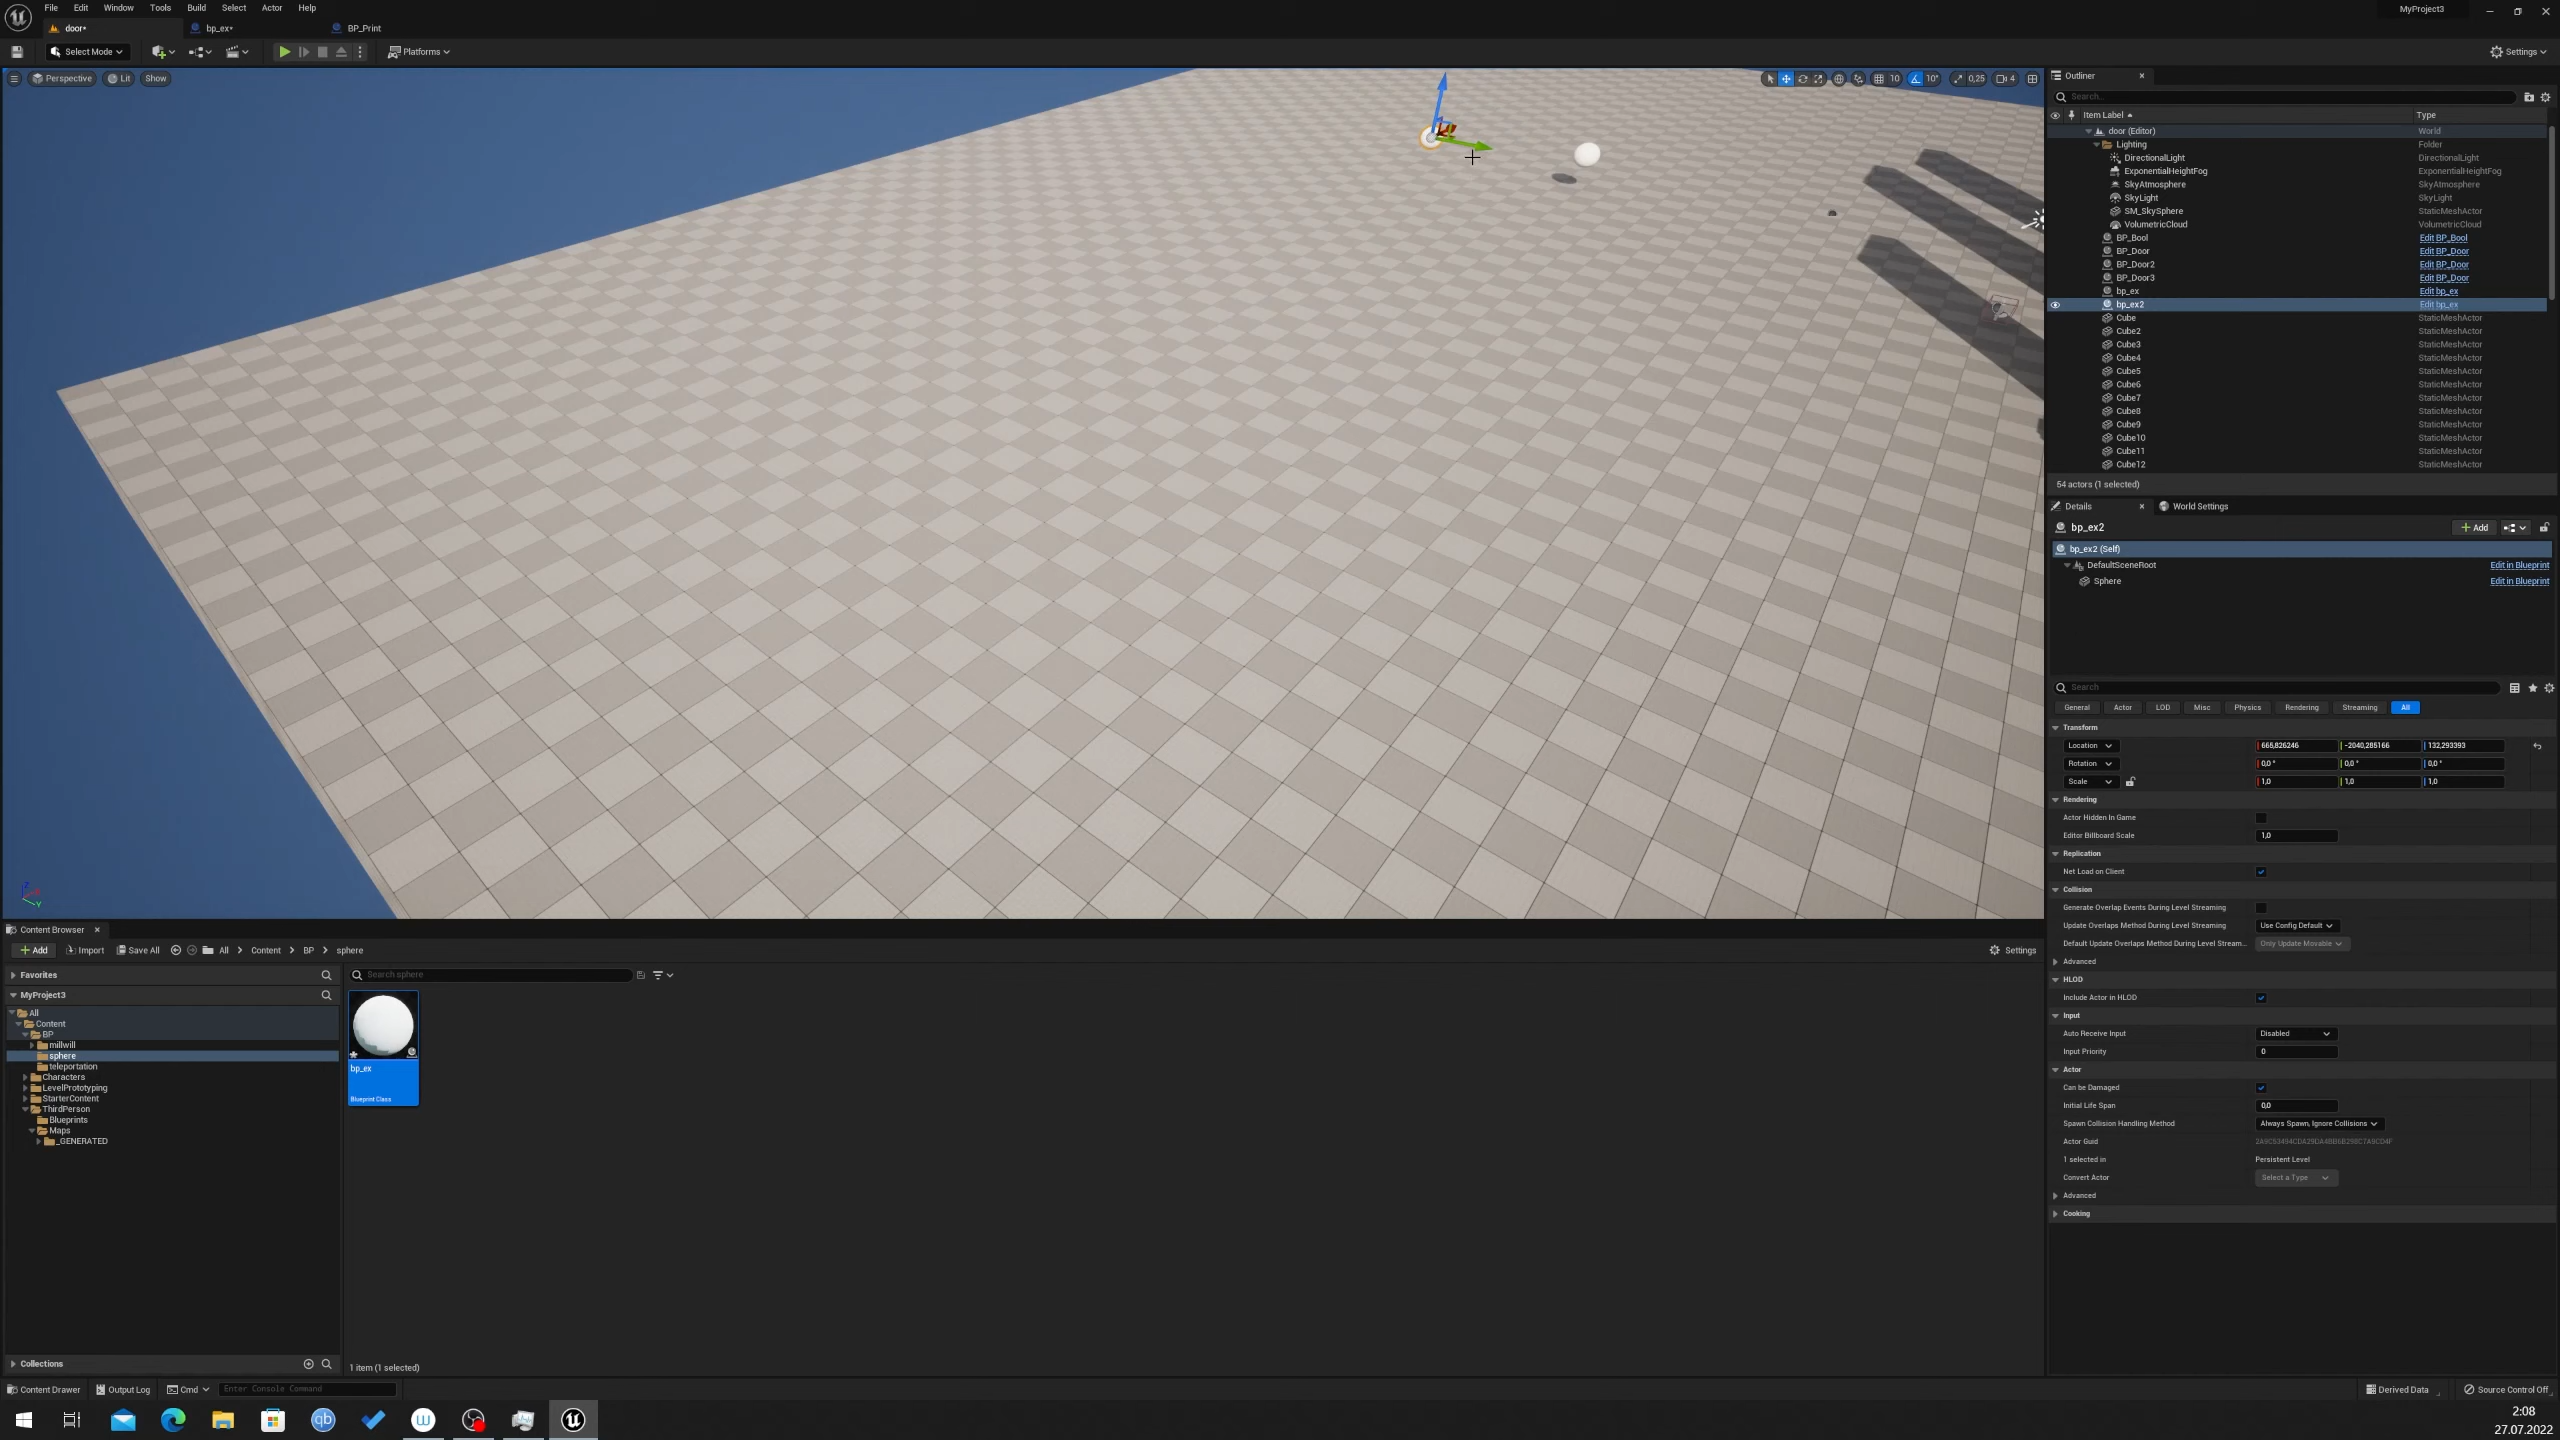 File Edit Window Tools Build Select Actor Help
MyProject3
door* bp_ex* BP_Print
Select Mode Platforms Settings
Perspective Lit Show
10 10° 0,25 4
Outliner
Search...
Item Label Type
door (Editor) World
Lighting Folder
DirectionalLight DirectionalLight
ExponentialHeightFog ExponentialHeightFog
SkyAtmosphere SkyAtmosphere
SkyLight SkyLight
SM_SkySphere StaticMeshActor
VolumetricCloud VolumetricCloud
BP_Bool Edit BP_Bool
BP_Door Edit BP_Door
BP_Door2 Edit BP_Door
BP_Door3 Edit BP_Door
bp_ex Edit bp_ex
bp_ex2 Edit bp_ex
Cube StaticMeshActor
Cube2 StaticMeshActor
Cube3 StaticMeshActor
Cube4 StaticMeshActor
Cube5 StaticMeshActor
Cube6 StaticMeshActor
Cube7 StaticMeshActor
Cube8 StaticMeshActor
Cube9 StaticMeshActor
Cube10 StaticMeshActor
Cube11 StaticMeshActor
Cube12 StaticMeshActor
54 actors (1 selected)
Details World Settings
bp_ex2 Add
bp_ex2 (Self)
DefaultSceneRoot Edit in Blueprint
Sphere Edit in Blueprint
Search
General Actor LOD Misc Physics Rendering Streaming All
Transform
Location 665,826246 -2040,285166 132,293393
Rotation 0,0 ° 0,0 ° 0,0 °
Scale 1,0 1,0 1,0
Rendering
Actor Hidden In Game
Editor Billboard Scale 1,0
Replication
Net Load on Client
Collision
Generate Overlap Events During Level Streaming
Update Overlaps Method During Level Streaming Use Config Default
Default Update Overlaps Method During Level Stream... Only Update Movable
Advanced
HLOD
Include Actor in HLOD
Input
Auto Receive Input Disabled
Input Priority 0
Actor
Can be Damaged
Initial Life Span 0,0
Spawn Collision Handling Method Always Spawn, Ignore Collisions
Actor Guid
1 selected in Persistent Level
Convert Actor Select a Type
Advanced
Cooking
Z Y
Content Browser
Add Import Save All All Content BP sphere Settings
Favorites
Search sphere
MyProject3
All
Content
BP
millwill
sphere
teleportation
Characters
LevelPrototyping
StarterContent
ThirdPerson
Blueprints
Maps
_GENERATED
bp_ex
Blueprint Class
Collections
1 item (1 selected)
Content Drawer Output Log Cmd Enter Console Command Derived Data Source Control Off
qb
2:08
27.07.2022